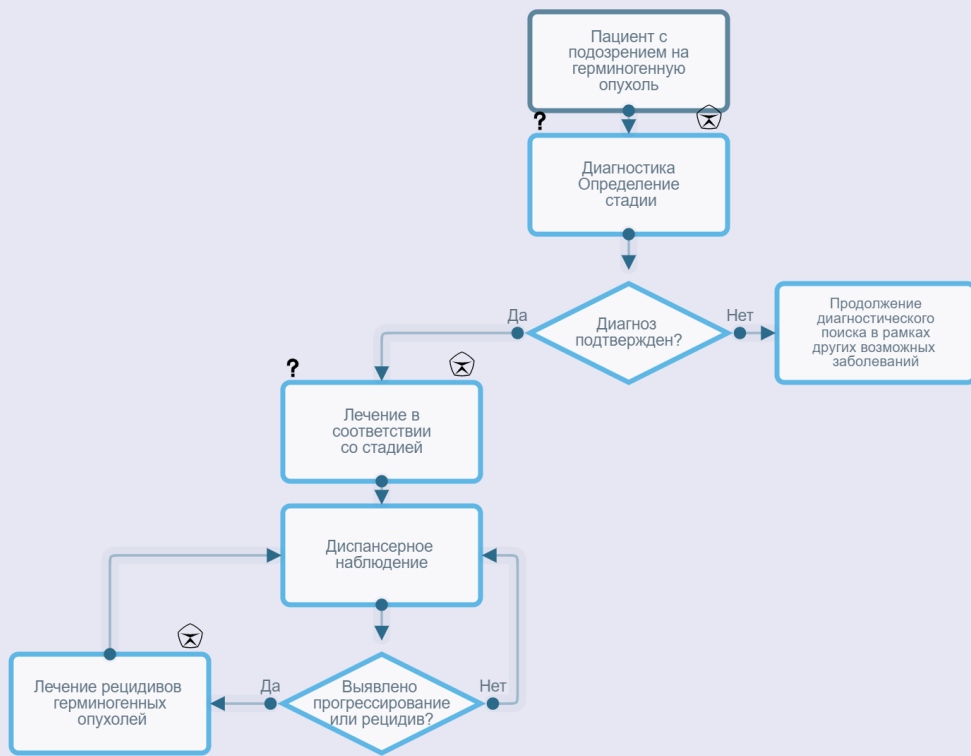 Пациент с
подозрением на
герминогенную
опухоль
?
Диагностика
Определение
стадии
Да
Диагноз
подтвержден?
Нет
Продолжение
диагностического
поиска в рамках
других возможных
заболеваний
?
Лечение в
соответствии
со стадией
Диспансерное
наблюдение
Лечение рецидивов
герминогенных
опухолей
Да
Выявлено
прогрессирование
или рецидив?
Нет